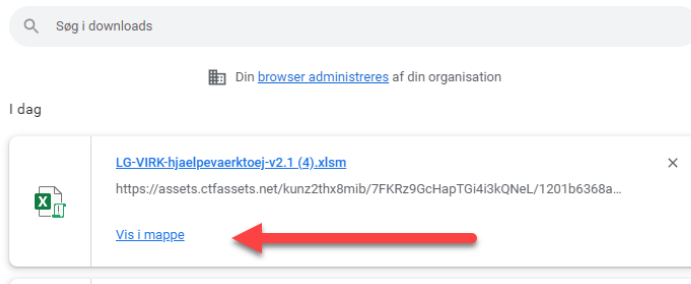 Søg i downloads
Din browser administreres af din organisation
I dag
LG-VIRK-hjaelpevaerktoej-v2.1 (4).xlsm
https://assets.ctfassets.net/kunz2thx8mib/7FKRz9GcHapTGi4i3kQNeL/1201b6368a...
Vis i mappe